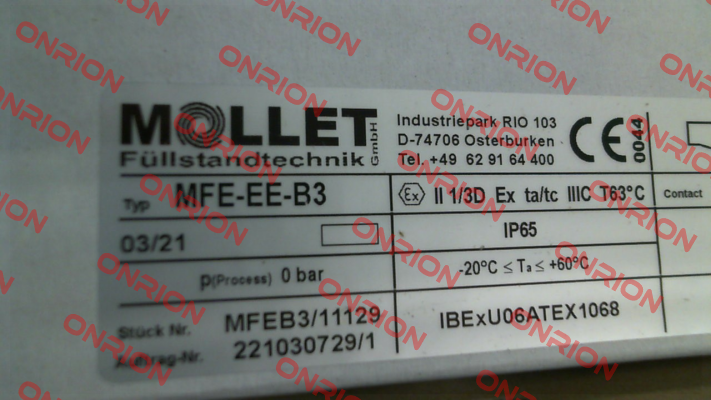 MOLLET
GmbH
Füllstandtechnik
Industriepark RIO 103
D-74706 Osterburken
Tel. +49 62 91 64 400
CE 0044
Typ MFE-EE-B3
Ex II 1/3D Ex ta/tc IIIC T63°C
Contact
03/21
IP65
p(Process) 0 bar
-20°C ≤ Ta ≤ +60°C
Stück Nr. MFEB3/11129
IBExU06ATEX1068
Auftrag-Nr. 221030729/1
ONRION